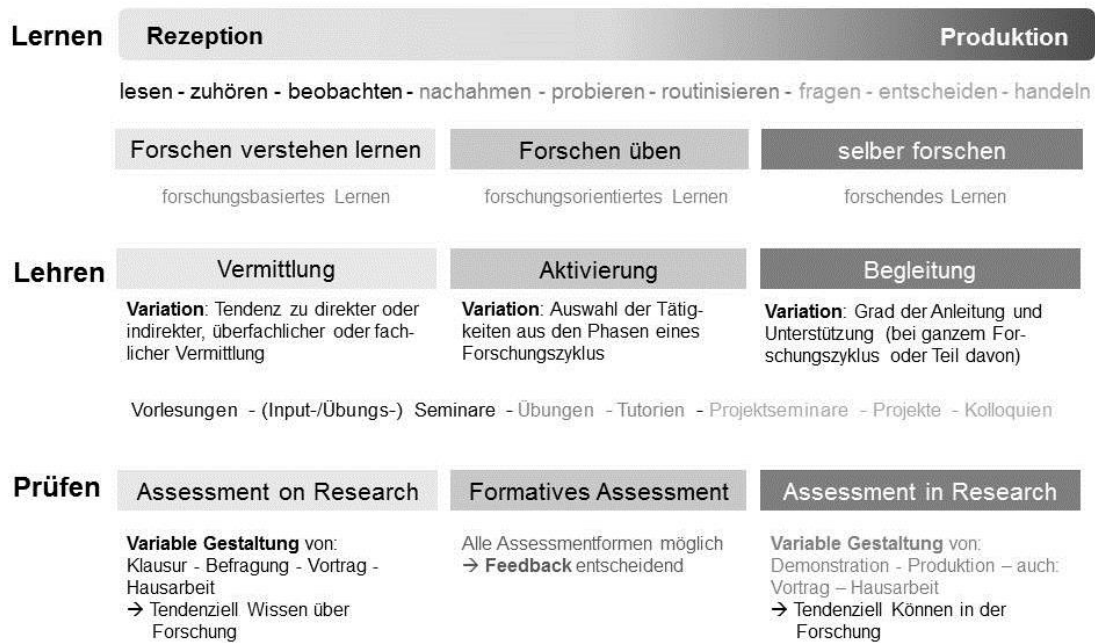 Lernen Rezeption Produktion
lesen - zuhören - beobachten - nachahmen - probieren - routinisieren - fragen - entscheiden - handeln
Forschen verstehen lernen Forschen üben selber forschen
forschungsbasiertes Lernen forschungsorientiertes Lernen forschendes Lernen
Lehren Vermittlung Aktivierung Begleitung
Variation: Tendenz zu direkter oder
indirekter, überfachlicher oder fach-
licher Vermittlung
Variation: Auswahl der Tätig-
keiten aus den Phasen eines
Forschungszyklus
Variation: Grad der Anleitung und
Unterstützung (bei ganzem For-
schungszyklus oder Teil davon)
Vorlesungen - (Input-/Übungs-) Seminare - Übungen - Tutorien - Projektseminare - Projekte - Kolloquien
Prüfen Assessment on Research Formatives Assessment Assessment in Research
Variable Gestaltung von:
Klausur - Befragung - Vortrag -
Hausarbeit
→ Tendenziell Wissen über
Forschung
Alle Assessmentformen möglich
→ Feedback entscheidend
Variable Gestaltung von:
Demonstration - Produktion – auch:
Vortrag – Hausarbeit
→ Tendenziell Können in der
Forschung